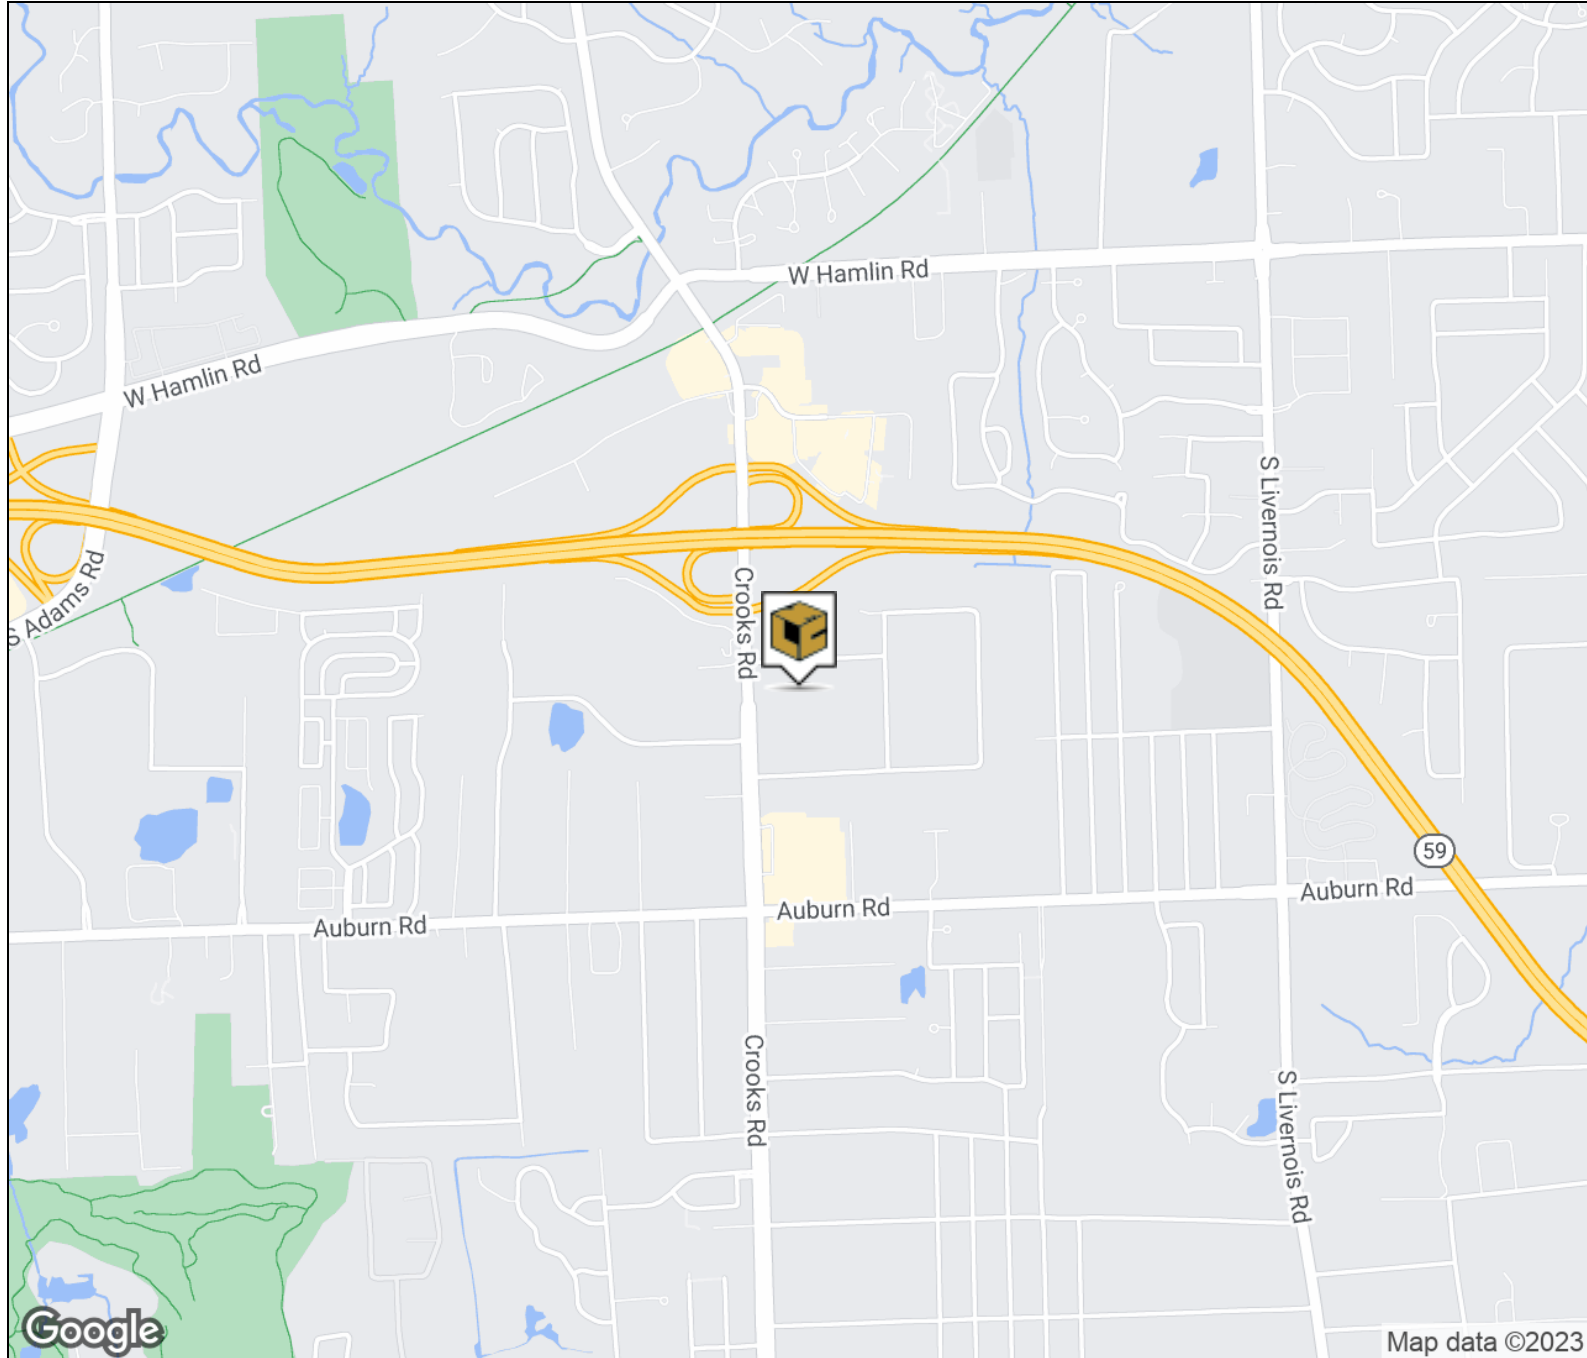 W Hamlin Rd
W Hamlin Rd
S Livernois Rd
S Adams Rd
Crooks Rd
59
Auburn Rd
Auburn Rd
Auburn Rd
Crooks Rd
S Livernois Rd
Google
Map data ©2023